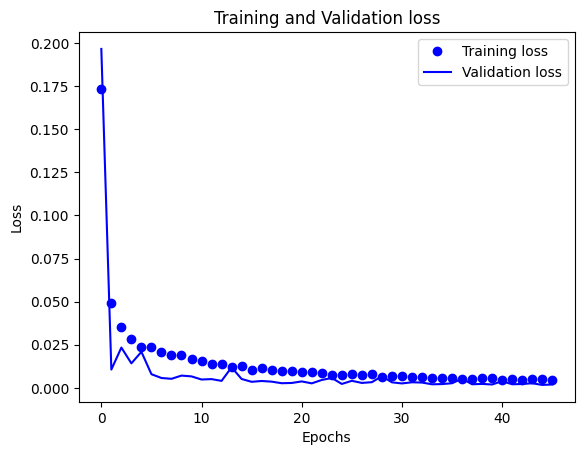 Training and Validation loss
Training loss
Validation loss
0.200
0.175
0.150
0.125
0.100
0.075
0.050
0.025
0.000
Loss
0
10
20
30
40
Epochs